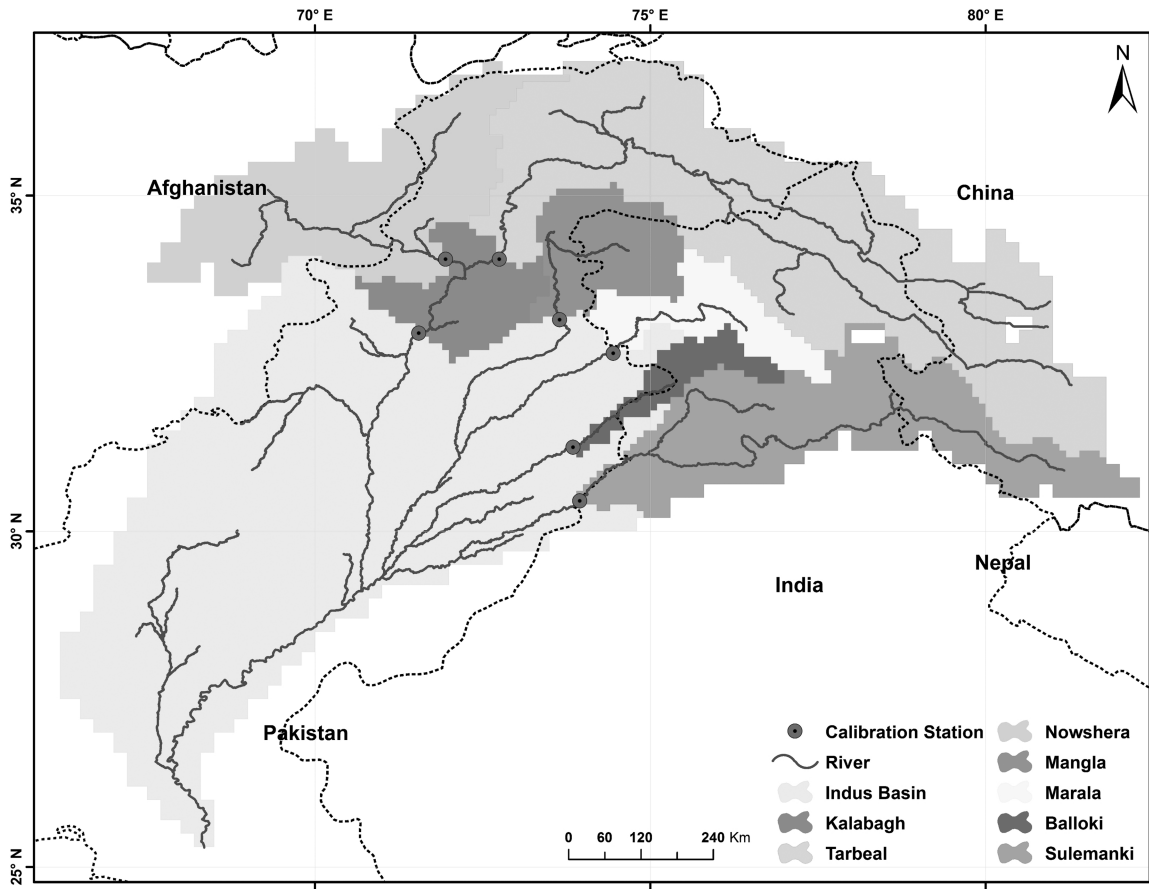 70° E 75° E 80° E
N
35° N
Afghanistan
China
30° N
Nepal
India
Pakistan
Calibration Station
River
Indus Basin
Kalabagh
Tarbeal
Nowshera
Mangla
Marala
Balloki
Sulemanki
0 60 120 240 Km
25° N